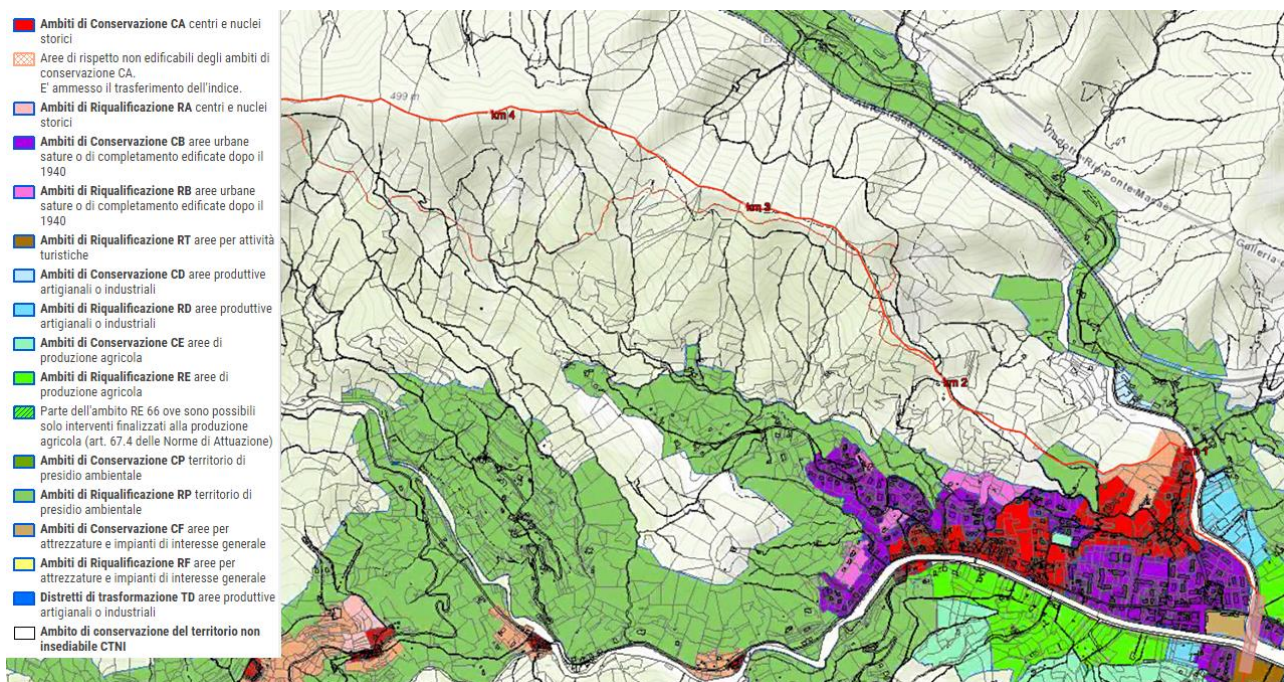 Ambiti di Conservazione CA centri e nuclei
storici
Aree di rispetto non edificabili degli ambiti di
conservazione CA.
E' ammesso il trasferimento dell'indice.
Ambiti di Riqualificazione RA centri e nuclei
storici
Ambiti di Conservazione CB aree urbane
sature o di completamento edificate dopo il
1940
Ambiti di Riqualificazione RB aree urbane
sature o di completamento edificate dopo il
1940
Ambiti di Riqualificazione RT aree per attività
turistiche
Ambiti di Conservazione CD aree produttive
artigianali o industriali
Ambiti di Riqualificazione RD aree produttive
artigianali o industriali
Ambiti di Conservazione CE aree di
produzione agricola
Ambiti di Riqualificazione RE aree di
produzione agricola
Parte dell'ambito RE 66 ove sono possibili
solo interventi finalizzati alla produzione
agricola (art. 67.4 delle Norme di Attuazione)
Ambiti di Conservazione CP territorio di
presidio ambientale
Ambiti di Riqualificazione RP territorio di
presidio ambientale
Ambiti di Conservazione CF aree per
attrezzature e impianti di interesse generale
Ambiti di Riqualificazione RF aree per
attrezzature e impianti di interesse generale
Distretti di trasformazione TD aree produttive
artigianali o industriali
Ambito di conservazione del territorio non
insediabile CTNI
499 m
km 4
km 3
km 2
km 1
Galleria